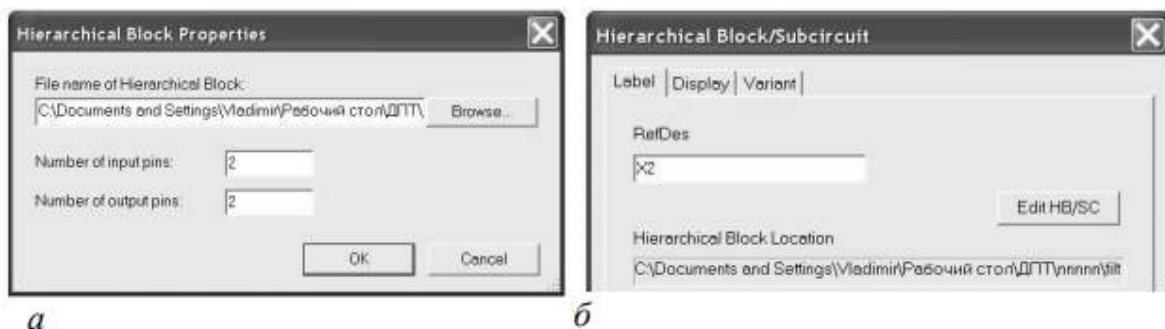 Hierarchical Block Properties
File name of Hierarchical Block:
C:\Documents and Settings\Vladimir\Рабочий стол\ДПТ\
Browse...
Number of input pins:
2
Number of output pins:
2
OK
Cancel
а
Hierarchical Block/Subcircuit
Label
Display
Variant
RefDes
X2
Edit HB/SC
Hierarchical Block Location
C:\Documents and Settings\Vladimir\Рабочий стол\ДПТ\nnnnn\filt
б